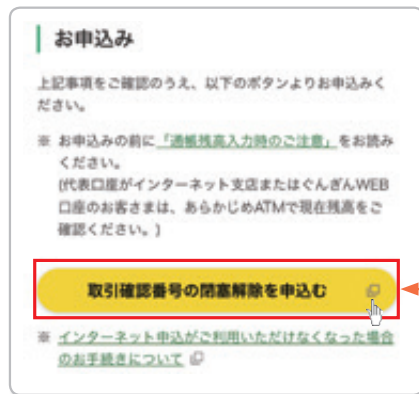 お申込み
上記事項をご確認のうえ、以下のボタンよりお申込みく
ださい。
※ お申込みの前に「通帳残高入力時のご注意」をお読み
ください。
(代表口座がインターネット支店またはぐんぎんWEB
口座のお客さまは、あらかじめATMで現在残高をご
確認ください。)
取引確認番号の閉塞解除を申込む
※ インターネット申込がご利用いただけなくなった場合
のお手続きについて